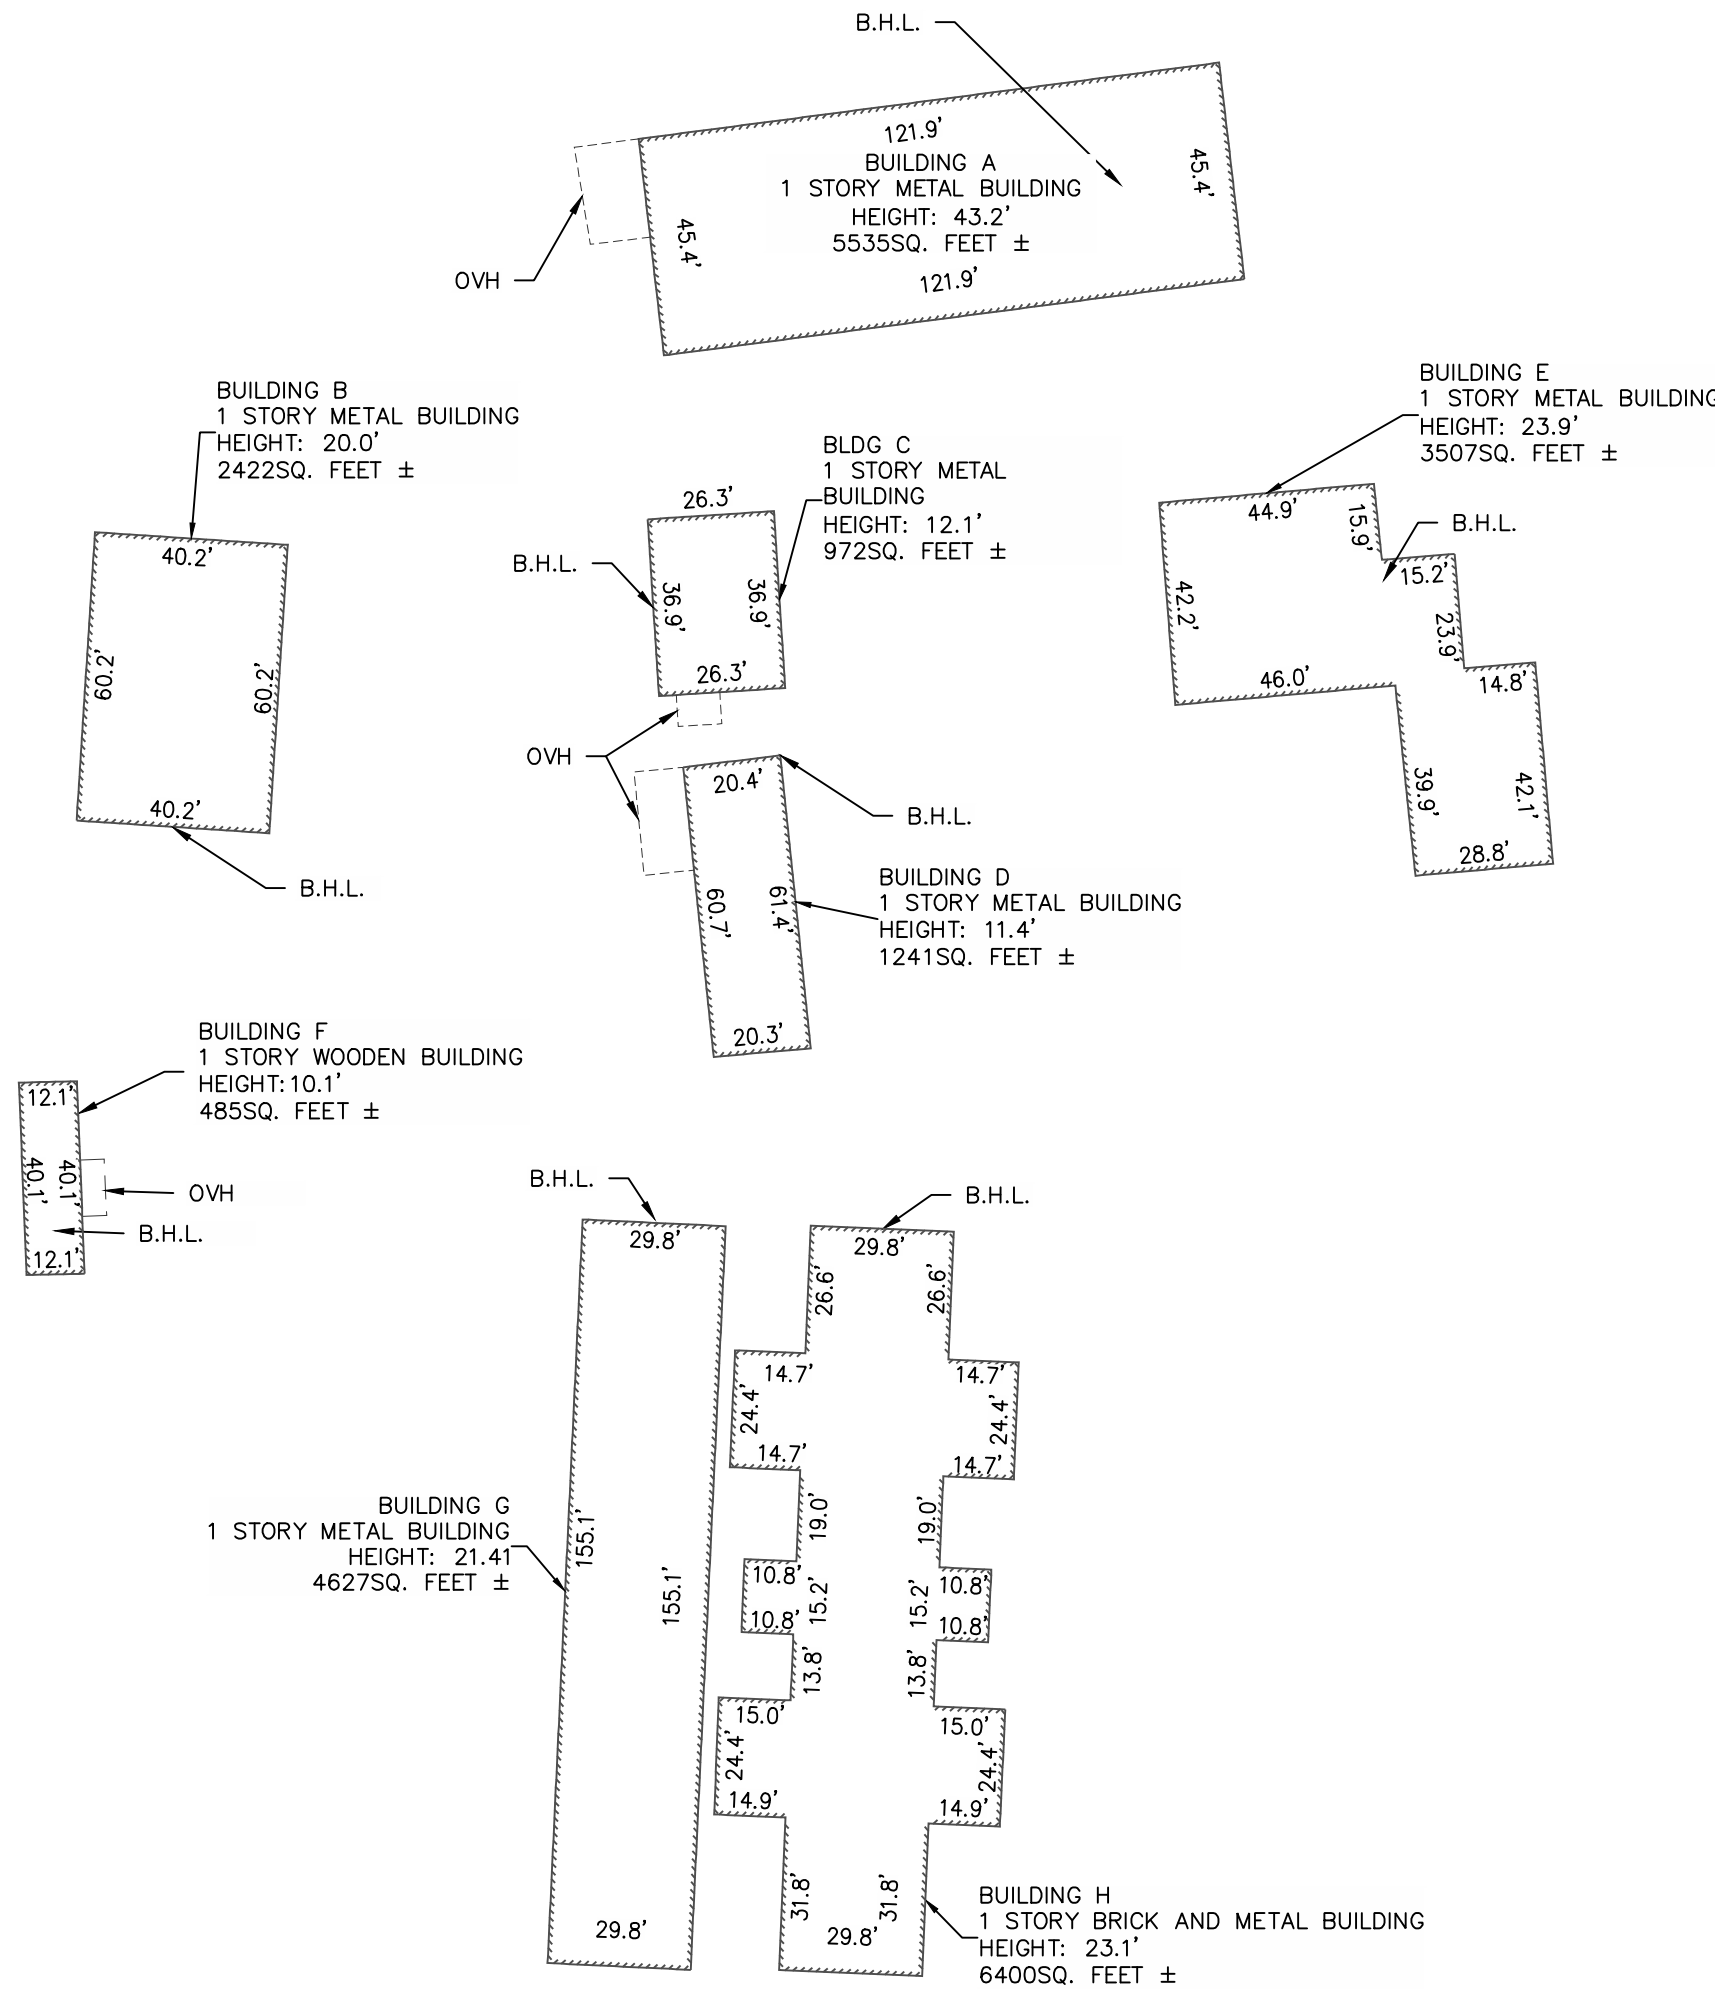 B.H.L.
121.9'
BUILDING A
1 STORY METAL BUILDING
HEIGHT: 43.2'
5535SQ. FEET ±
121.9'
45.4'
45.4'
OVH
BUILDING B
1 STORY METAL BUILDING
HEIGHT: 20.0'
2422SQ. FEET ±
40.2'
60.2'
60.2'
40.2'
B.H.L.
BLDG C
1 STORY METAL
BUILDING
HEIGHT: 12.1'
972SQ. FEET ±
26.3'
B.H.L.
36.9'
36.9'
26.3'
OVH
20.4'
B.H.L.
BUILDING D
1 STORY METAL BUILDING
HEIGHT: 11.4'
1241SQ. FEET ±
60.7'
61.4'
20.3'
BUILDING E
1 STORY METAL BUILDING
HEIGHT: 23.9'
3507SQ. FEET ±
44.9'
15.9'
B.H.L.
15.2'
42.2'
23.9'
46.0'
14.8'
39.9'
42.1'
28.8'
BUILDING F
1 STORY WOODEN BUILDING
HEIGHT:10.1'
485SQ. FEET ±
12.1'
40.1'
40.1'
OVH
B.H.L.
12.1'
B.H.L.
29.8'
BUILDING G
1 STORY METAL BUILDING
HEIGHT: 21.41
4627SQ. FEET ±
155.1'
155.1'
29.8'
B.H.L.
29.8'
26.6'
26.6'
14.7'
14.7'
24.4'
24.4'
14.7'
14.7'
19.0'
19.0'
10.8'
10.8'
15.2'
15.2'
10.8'
10.8'
13.8'
13.8'
15.0'
15.0'
24.4'
24.4'
14.9'
14.9'
31.8'
31.8'
29.8'
BUILDING H
1 STORY BRICK AND METAL BUILDING
HEIGHT: 23.1'
6400SQ. FEET ±